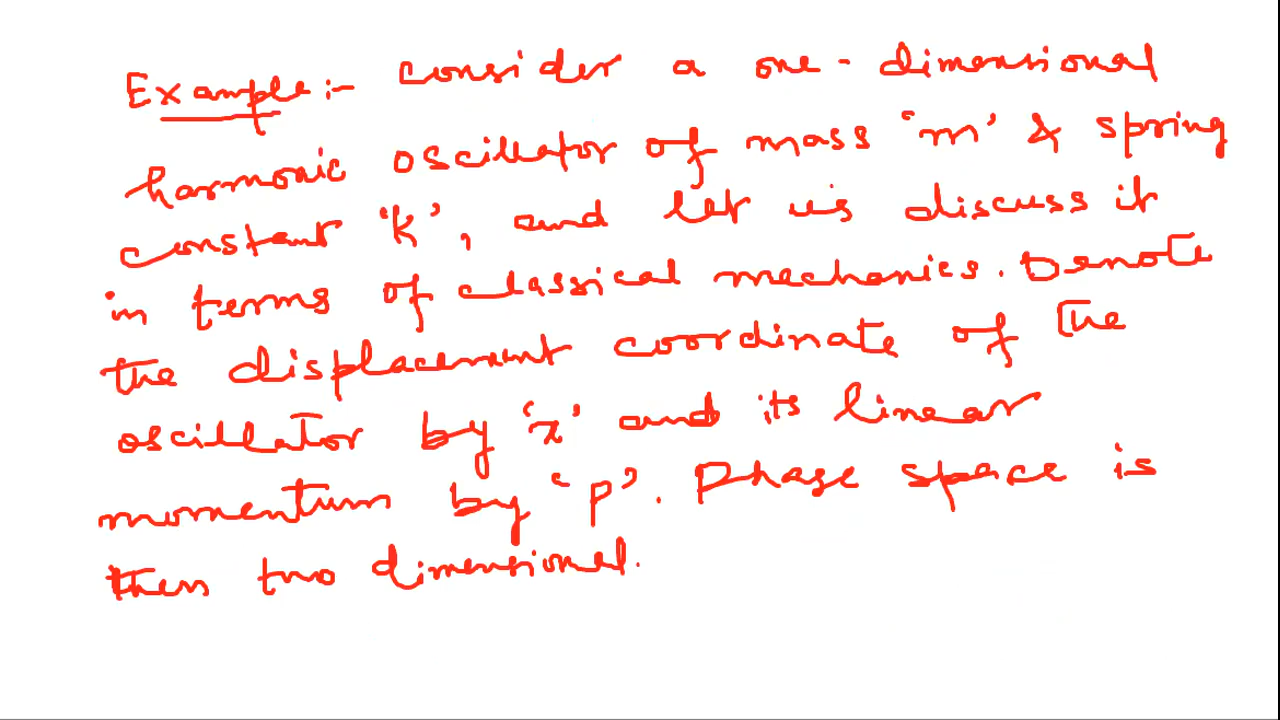 Example:- consider a one-dimensional
harmonic oscillator of mass 'm' & spring
constant 'k', and let us discuss it
in terms of classical mechanics. Denote
the displacement coordinate of the
oscillator by 'x' and its linear
momentum by 'p'. Phase space is
then two dimensional.